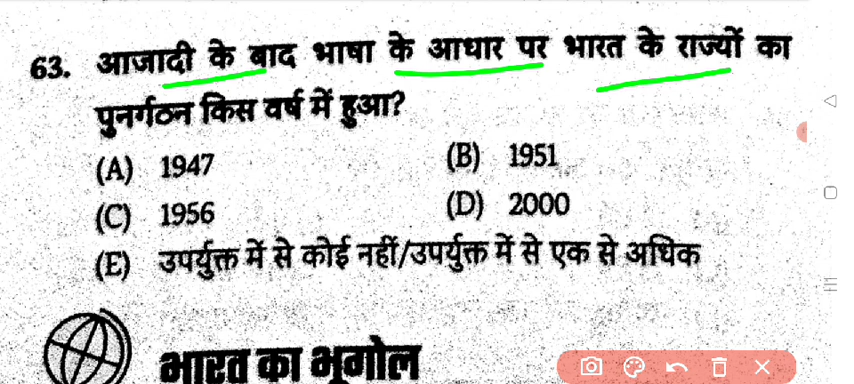 63. आजादी के बाद भाषा के आधार पर भारत के राज्यों का
पुनर्गठन किस वर्ष में हुआ?
(A) 1947 (B) 1951
(C) 1956 (D) 2000
(E) उपर्युक्त में से कोई नहीं/उपर्युक्त में से एक से अधिक
भारत का भूगोल